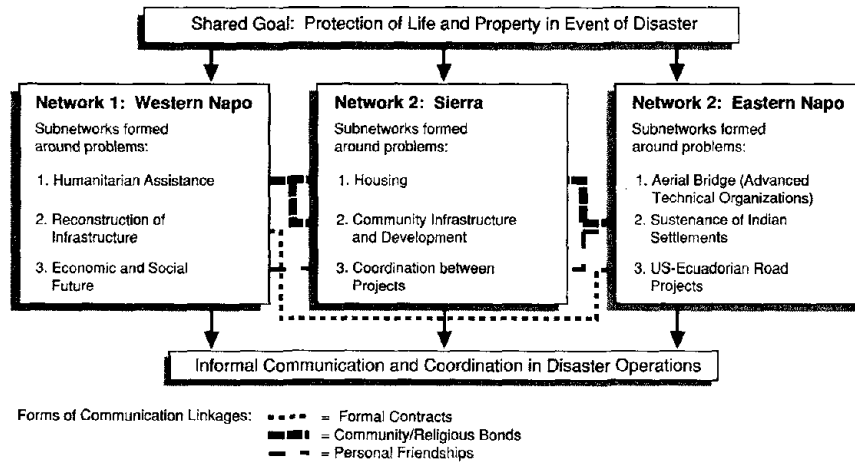 Shared Goal: Protection of Life and Property in Event of Disaster
Network 1: Western Napo
Subnetworks formed
around problems:
1. Humanitarian Assistance
2. Reconstruction of
Infrastructure
3. Economic and Social
Future
Network 2: Sierra
Subnetworks formed
around problems:
1. Housing
2. Community Infrastructure
and Development
3. Coordination between
Projects
Network 2: Eastern Napo
Subnetworks formed
around problems:
1. Aerial Bridge (Advanced
Technical Organizations)
2. Sustenance of Indian
Settlements
3. US-Ecuadorian Road
Projects
Informal Communication and Coordination in Disaster Operations
Forms of Communication Linkages:
= Formal Contracts
= Community/Religious Bonds
= Personal Friendships